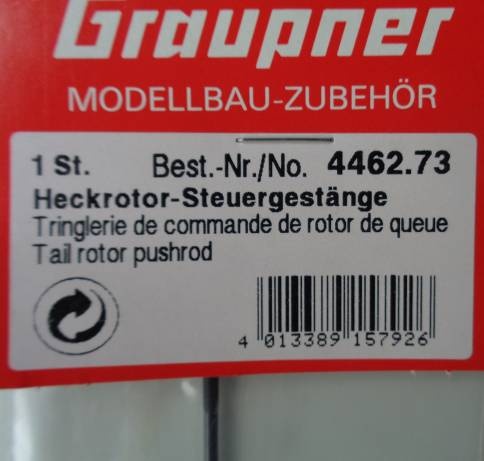 Graupner
MODELLBAU-ZUBEHÖR
1 St. Best.-Nr./No. 4462.73
Heckrotor-Steuergestänge
Tringlerie de commande de rotor de queue
Tail rotor pushrod
4 013389 157926